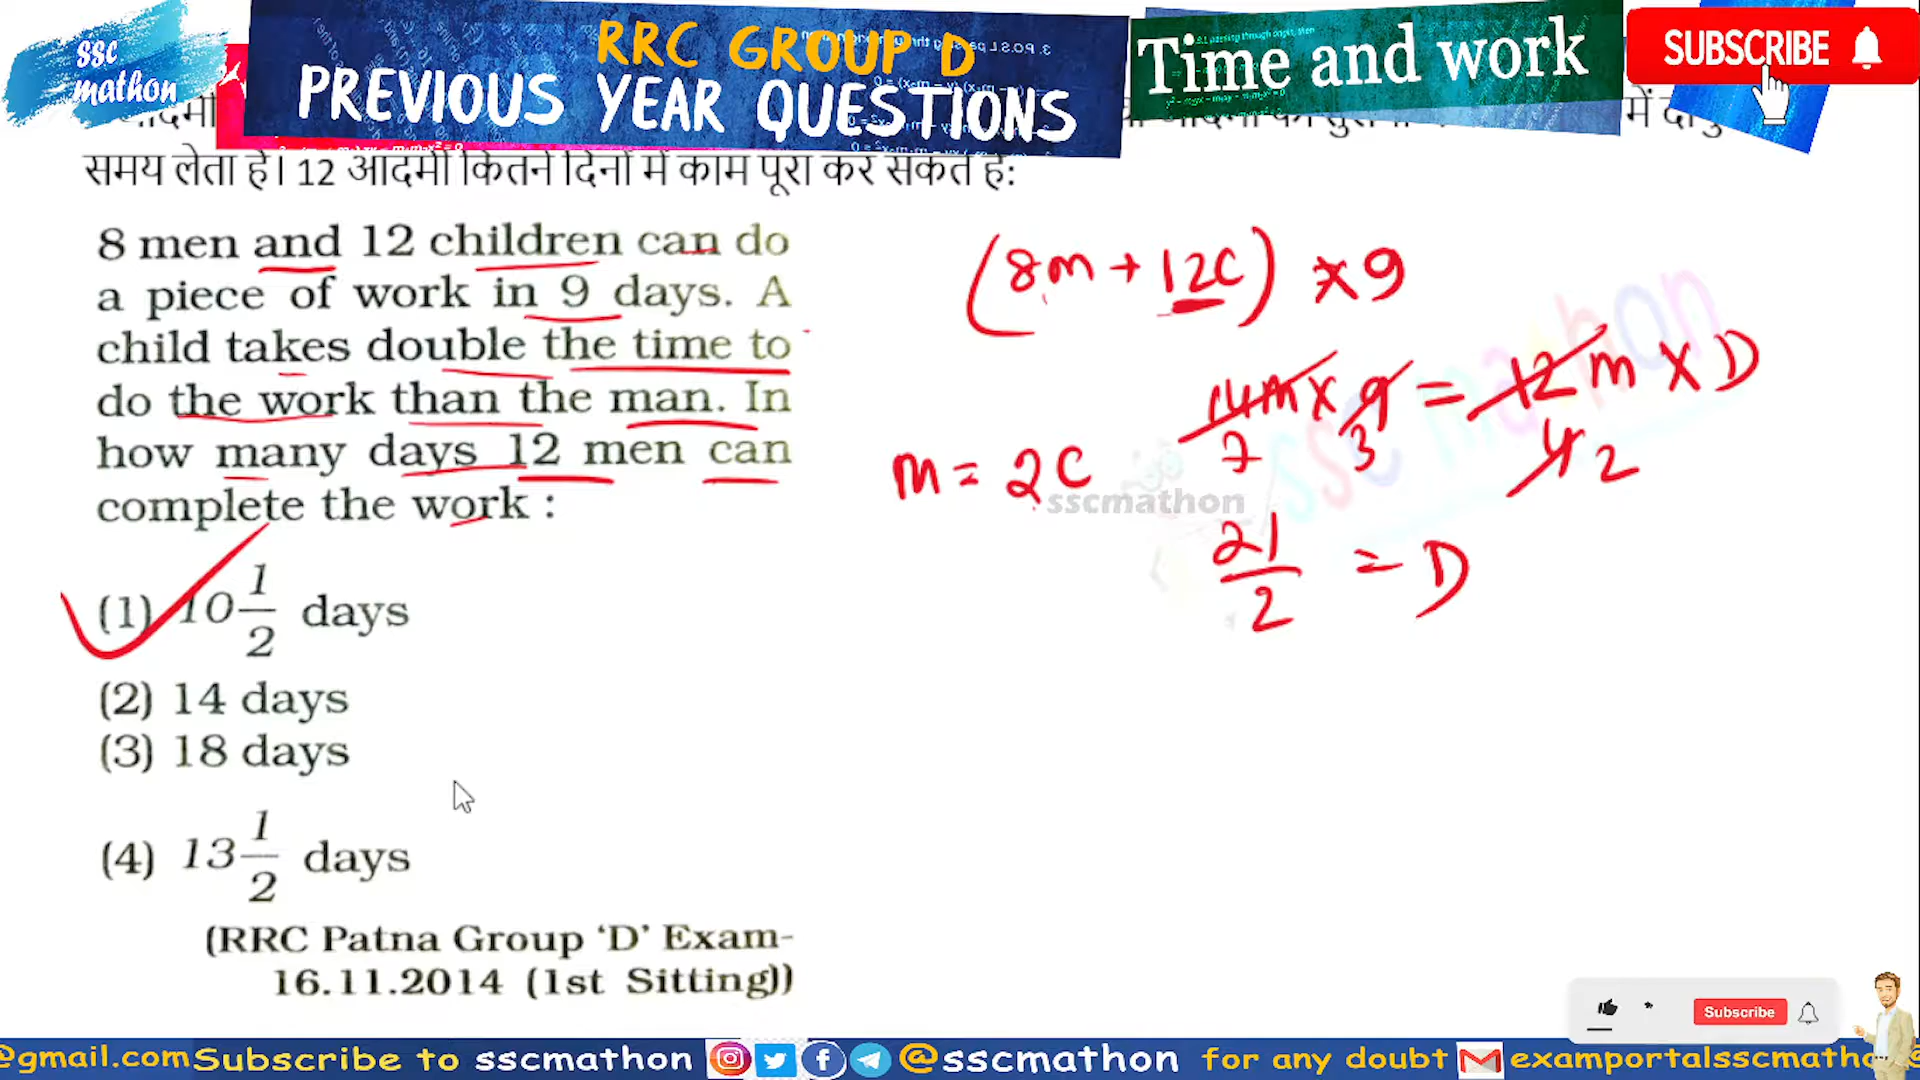 ssc
mathon
RRC GROUP D
PREVIOUS YEAR QUESTIONS
Time and work
SUBSCRIBE
समय लेता है। 12 आदमी कितने दिनों में काम पूरा कर सकते है:
8 men and 12 children can do
a piece of work in 9 days. A
child takes double the time to
do the work than the man. In
how many days 12 men can
complete the work :
(1) 10 1/2 days
(2) 14 days
(3) 18 days
(4) 13 1/2 days
(RRC Patna Group ‘D’ Exam-
16.11.2014 (1st Sitting))
(8m + 12C) × 9
14m × 9 = 12m × D
7 3 4 2
m = 2C
sscmathon
ssc mathon
21/2 = D
Subscribe
@gmail.com Subscribe to sscmathon @sscmathon for any doubt examportalsscmatho